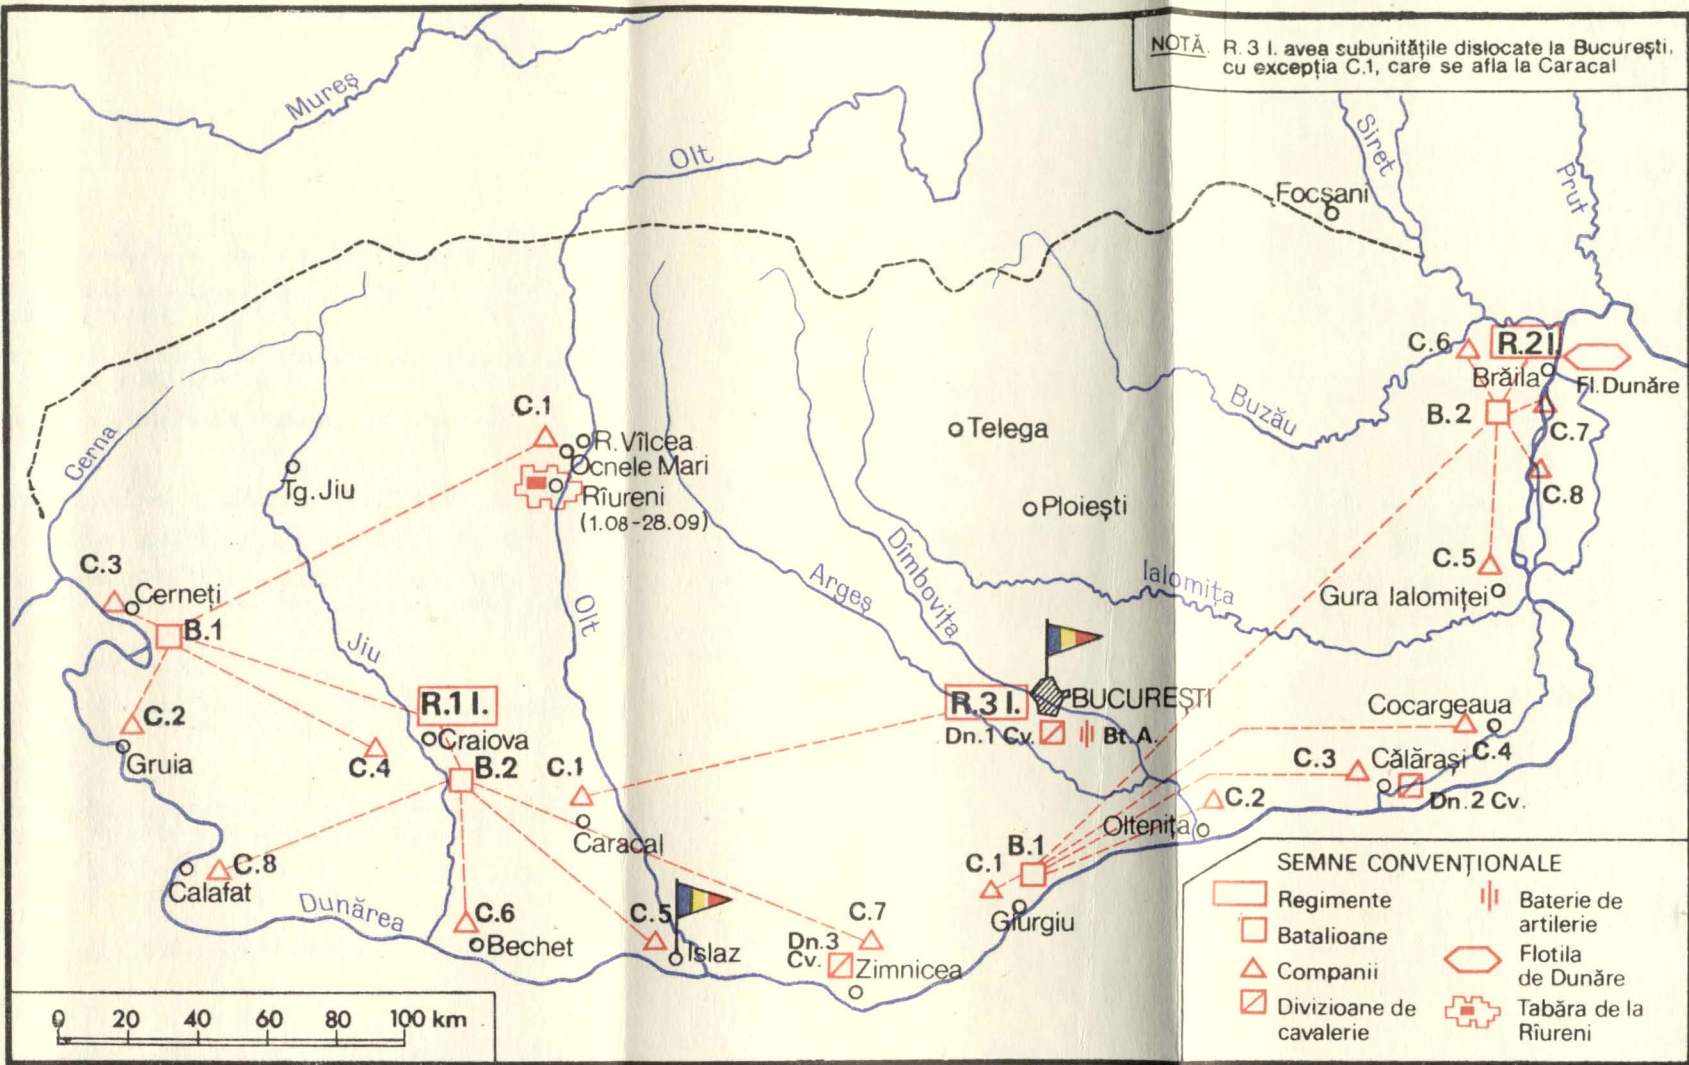 NOTĂ. R. 3 I. avea subunitățile dislocate la București,
cu excepția C.1, care se afla la Caracal
Mureș
Olt
Siret
Prut
Focșani
C.6
R.2 I.
Brăila
Fl. Dunăre
B.2
C.7
C.8
Buzău
C.1
R. Vîlcea
Ocnele Mari
Rîureni
(1.08-28.09)
Telega
Cerna
Tg. Jiu
Ploiești
Dîmbovița
Argeș
Ialomița
C.5
Gura Ialomiței
C.3
Cerneți
B.1
Olt
Jiu
C.2
Gruia
C.4
R.1 I.
Craiova
B.2
C.1
Caracal
R.3 I.
BUCUREȘTI
Dn.1 Cv.
Bt. A.
Cocargeaua
C.4
C.3
Călărași
Dn. 2 Cv.
C.2
Oltenița
B.1
C.1
Giurgiu
C.8
Calafat
Dunărea
C.6
Bechet
C.5
Islaz
C.7
Dn.3
Cv.
Zimnicea
0 20 40 60 80 100 km
SEMNE CONVENȚIONALE
Regimente
Batalioane
Companii
Divizioane de
cavalerie
Baterie de
artilerie
Flotila
de Dunăre
Tabăra de la
Rîureni